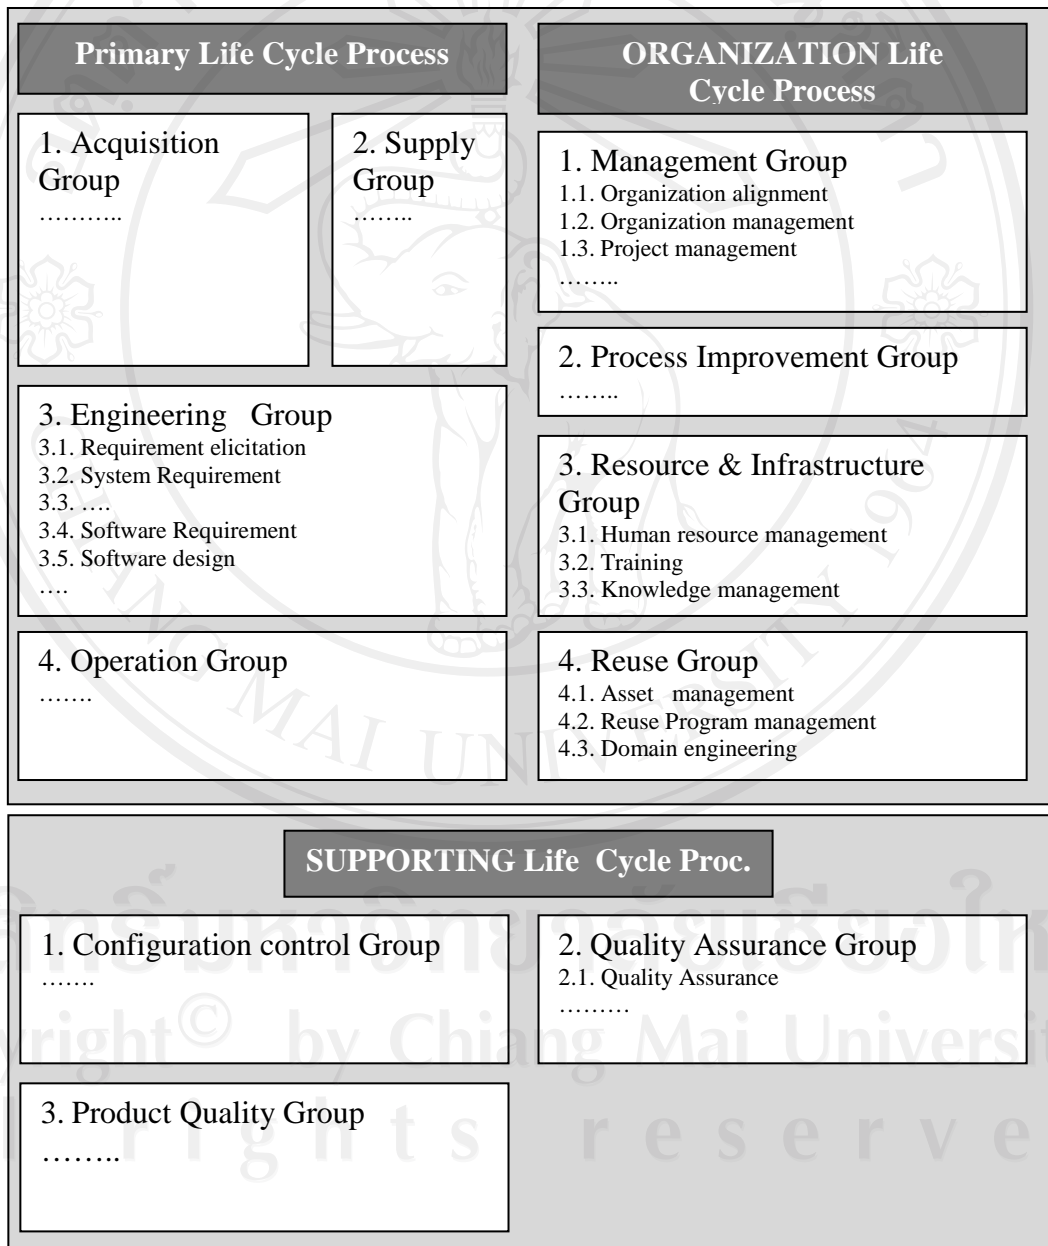 Primary Life Cycle Process
1. Acquisition
Group
………..
2. Supply
Group
……..
3. Engineering   Group
3.1. Requirement elicitation
3.2. System Requirement
3.3. ….
3.4. Software Requirement
3.5. Software design
….
4. Operation Group
…….
ORGANIZATION Life
Cycle Process
1. Management Group
1.1. Organization alignment
1.2. Organization management
1.3. Project management
……..
2. Process Improvement Group
……..
3. Resource & Infrastructure
Group
3.1. Human resource management
3.2. Training
3.3. Knowledge management
4. Reuse Group
4.1. Asset   management
4.2. Reuse Program management
4.3. Domain engineering
SUPPORTING Life  Cycle Proc.
1. Configuration control Group
…….
2. Quality Assurance Group
2.1. Quality Assurance
………
3. Product Quality Group
……..
CHIANG MAI UNIVERSITY 1964
yright© by Chiang Mai Universit
rights reserve